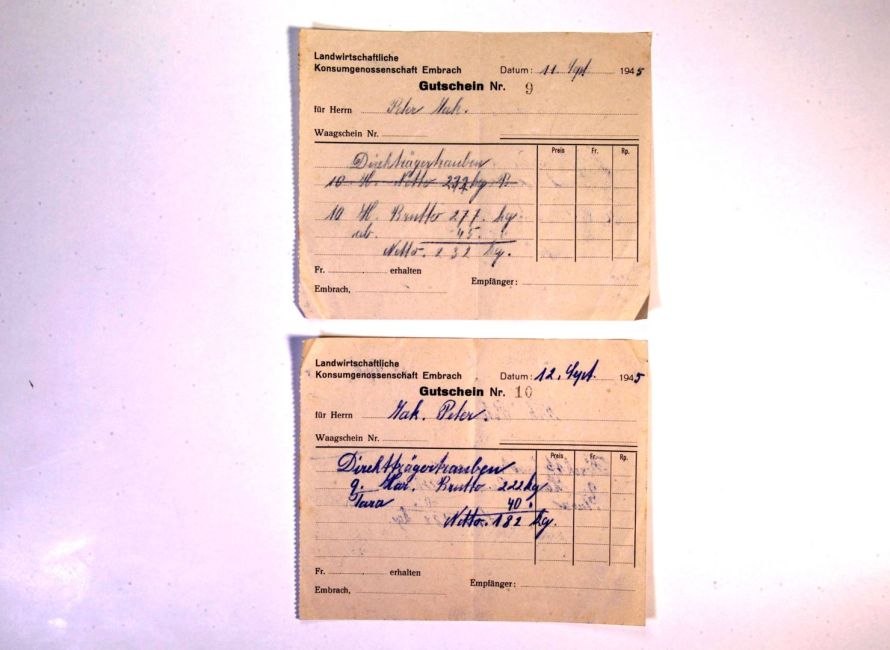 Landwirtschaftliche
Konsumgenossenschaft Embrach Datum: 11. Sept. 1945
Gutschein Nr. 9
für Herrn Peter Hak.
Waagschein Nr.
Preis Fr. Rp.
Direktträgertrauben
10 H. Netto 277 kg B.
10 H. Brutto 277. kg.
ab. 45.
Netto. 232 kg.
Fr. erhalten
Embrach, Empfänger:
Landwirtschaftliche
Konsumgenossenschaft Embrach Datum: 12. Sept. 1945
Gutschein Nr. 10
für Herrn Hak. Peter.
Waagschein Nr.
Preis Fr. Rp.
Direktträgertrauben
9. Har. Brutto. 222 kg
Tara 40.
Netto. 182 kg.
Fr. erhalten
Embrach, Empfänger: